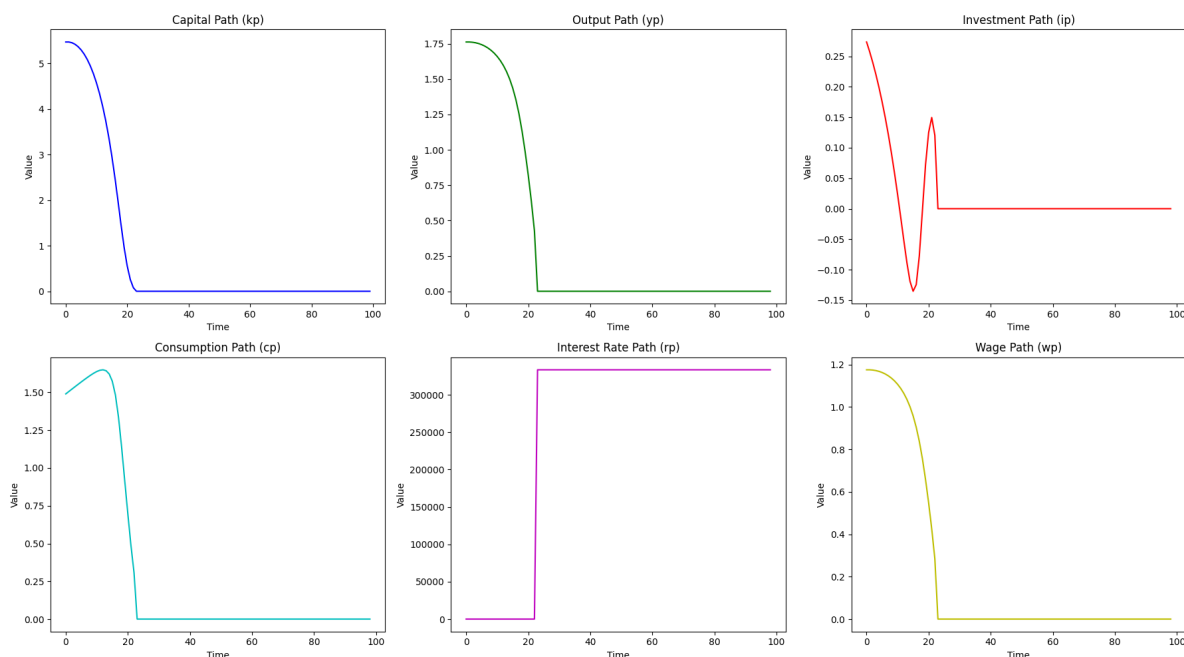 Capital Path (kp)
Value
5
4
3
2
1
0
0 20 40 60 80 100
Time
Output Path (yp)
Value
1.75
1.50
1.25
1.00
0.75
0.50
0.25
0.00
0 20 40 60 80 100
Time
Investment Path (ip)
Value
0.25
0.20
0.15
0.10
0.05
0.00
−0.05
−0.10
−0.15
0 20 40 60 80 100
Time
Consumption Path (cp)
Value
1.50
1.25
1.00
0.75
0.50
0.25
0.00
0 20 40 60 80 100
Time
Interest Rate Path (rp)
Value
300000
250000
200000
150000
100000
50000
0
0 20 40 60 80 100
Time
Wage Path (wp)
Value
1.2
1.0
0.8
0.6
0.4
0.2
0.0
0 20 40 60 80 100
Time